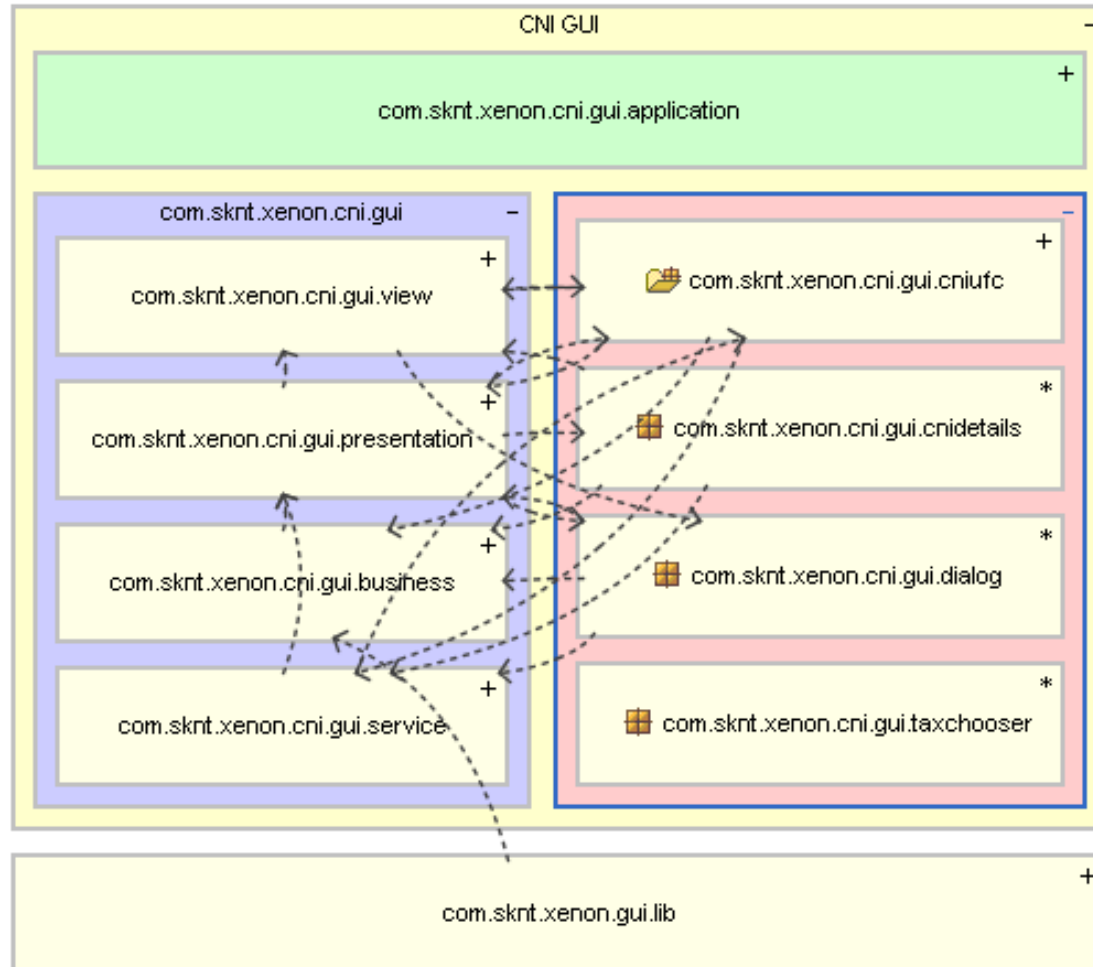 CNI GUI
−
+
com.sknt.xenon.cni.gui.application
com.sknt.xenon.cni.gui
−
+
com.sknt.xenon.cni.gui.view
+
com.sknt.xenon.cni.gui.presentation
+
com.sknt.xenon.cni.gui.business
+
com.sknt.xenon.cni.gui.service
−
+
com.sknt.xenon.cni.gui.cniufc
*
com.sknt.xenon.cni.gui.cnidetails
*
com.sknt.xenon.cni.gui.dialog
*
com.sknt.xenon.cni.gui.taxchooser
+
com.sknt.xenon.gui.lib